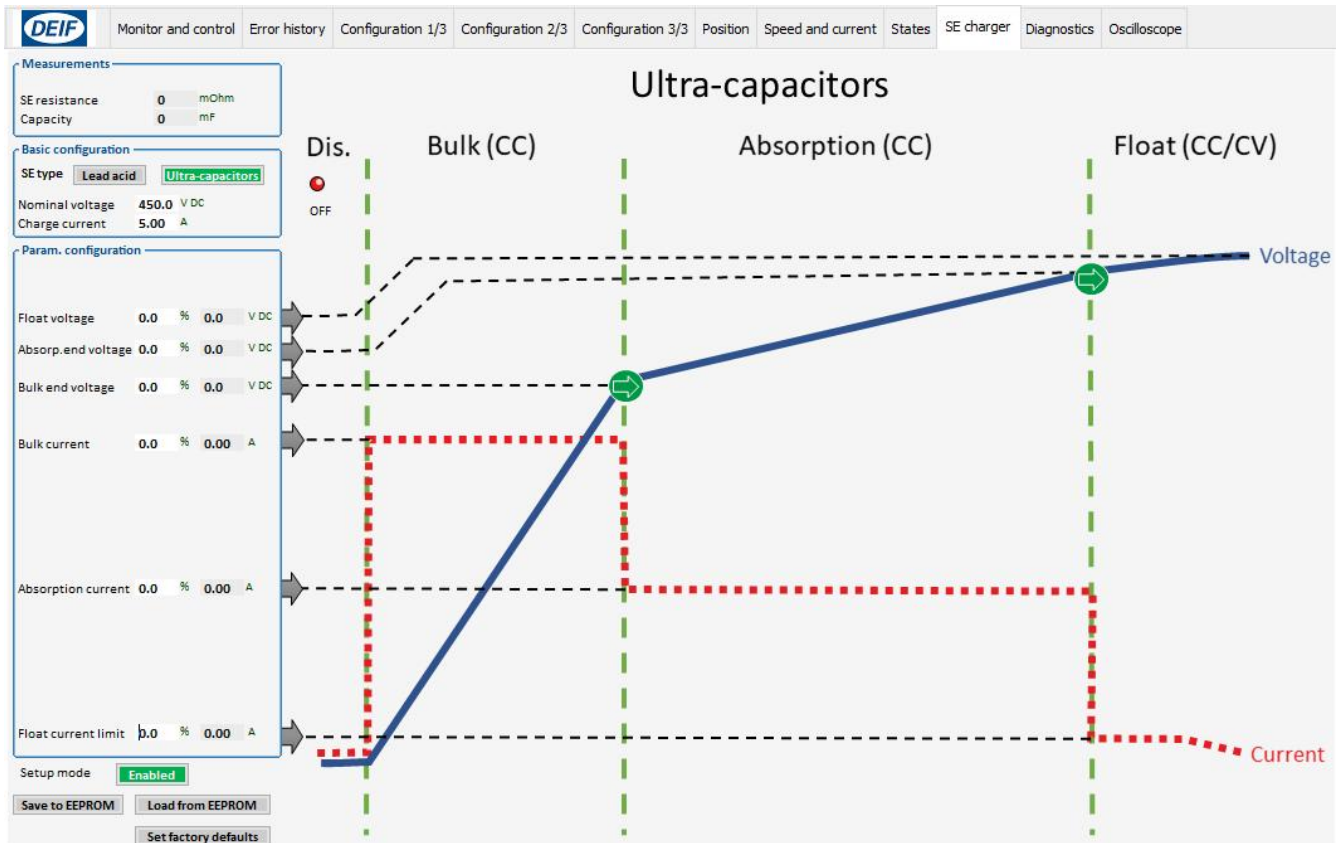 DEIF Monitor and control Error history Configuration 1/3 Configuration 2/3 Configuration 3/3 Position Speed and current States SE charger Diagnostics Oscilloscope
Measurements
SE resistance 0 mOhm
Capacity 0 mF
Basic configuration
SE type Lead acid Ultra-capacitors
Nominal voltage 450.0 V DC
Charge current 5.00 A
Param. configuration
Float voltage 0.0 % 0.0 V DC
Absorp.end voltage 0.0 % 0.0 V DC
Bulk end voltage 0.0 % 0.0 V DC
Bulk current 0.0 % 0.00 A
Absorption current 0.0 % 0.00 A
Float current limit 0.0 % 0.00 A
Setup mode Enabled
Save to EEPROM Load from EEPROM
Set factory defaults
Ultra-capacitors
Dis. Bulk (CC) Absorption (CC) Float (CC/CV)
OFF
Voltage
Current